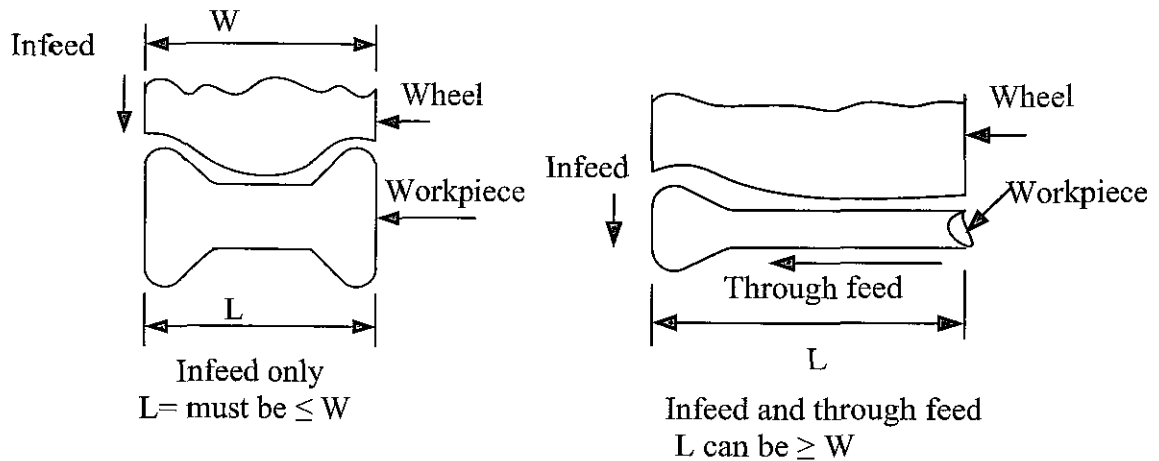 W
Infeed
Wheel
Workpiece
L
Infeed only
L= must be ≤ W
Wheel
Infeed
Workpiece
Through feed
L
Infeed and through feed
L can be ≥ W